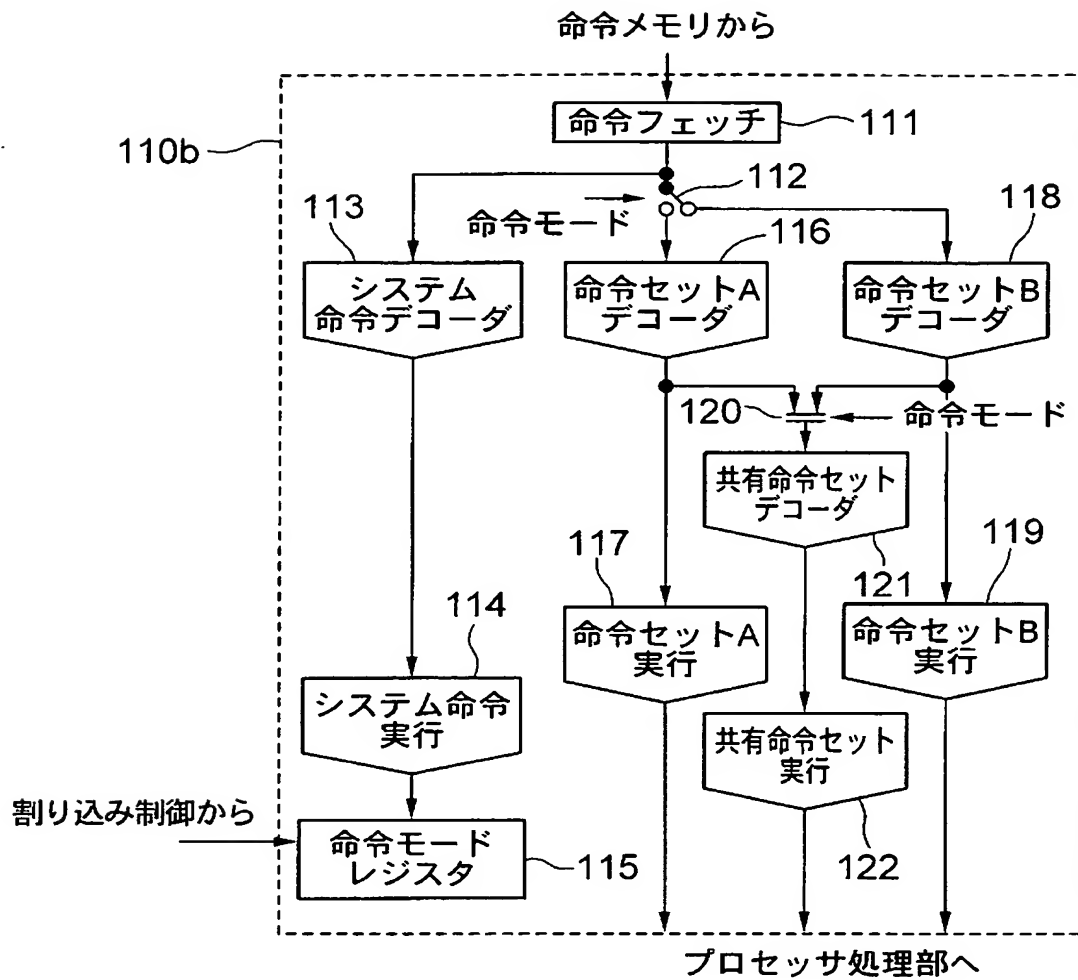 命令メモリから
命令フェッチ
111
110b
112
命令モード
113
116
118
システム
命令デコーダ
命令セットA
デコーダ
命令セットB
デコーダ
120
命令モード
共有命令セット
デコーダ
121
117
119
命令セットA
実行
命令セットB
実行
114
システム命令
実行
共有命令セット
実行
122
割り込み制御から
命令モード
レジスタ
115
プロセッサ処理部へ